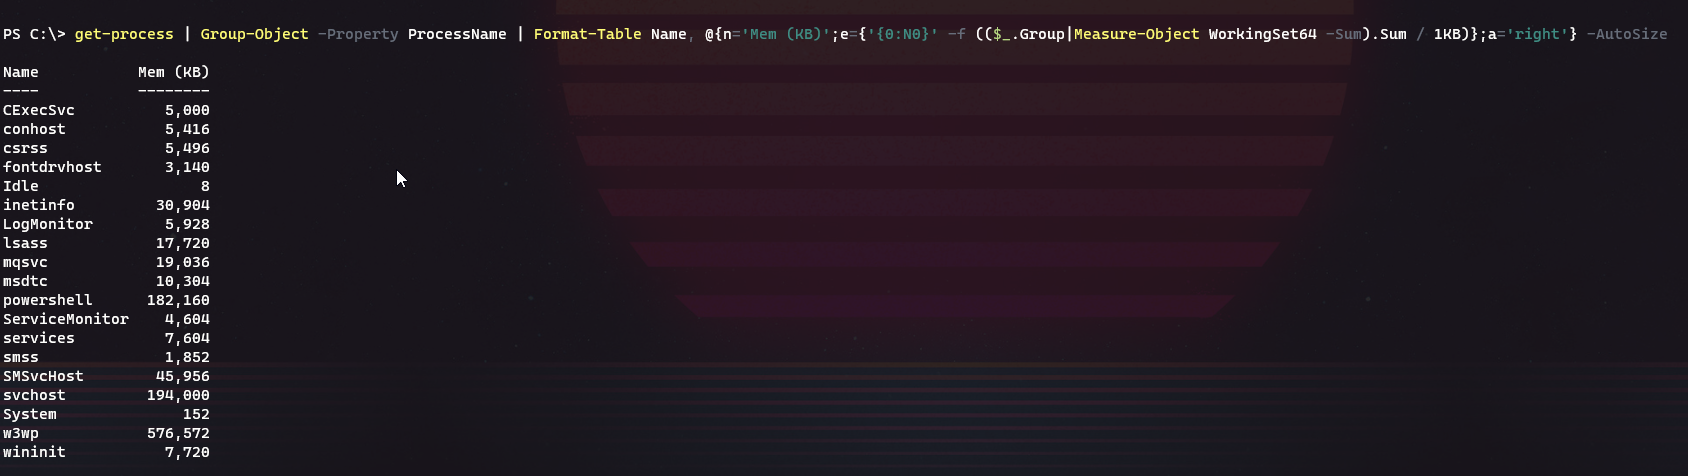 PS C:\> get-process | Group-Object -Property ProcessName | Format-Table Name, @{n='Mem (KB)';e={'{0:N0}' -f (($_.Group|Measure-Object WorkingSet64 -Sum).Sum / 1KB)};a='right'} -AutoSize
Name           Mem (KB)
----           --------
CExecSvc          5,000
conhost           5,416
csrss             5,496
fontdrvhost       3,140
Idle                  8
inetinfo         30,904
LogMonitor        5,928
lsass            17,720
mqsvc            19,036
msdtc            10,304
powershell      182,160
ServiceMonitor    4,604
services          7,604
smss              1,852
SMSvcHost        45,956
svchost         194,000
System              152
w3wp            576,572
wininit           7,720